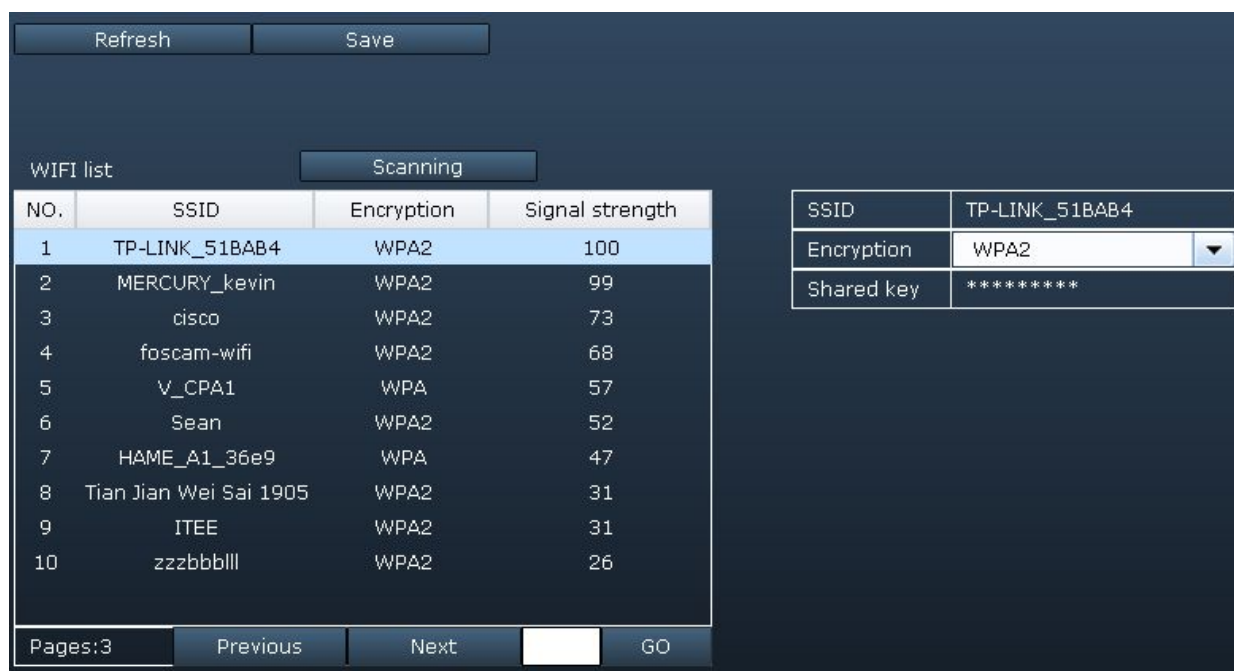 Refresh Save
WIFI list Scanning
NO. SSID Encryption Signal strength
1 TP-LINK_51BAB4 WPA2 100
2 MERCURY_kevin WPA2 99
3 cisco WPA2 73
4 foscam-wifi WPA2 68
5 V_CPA1 WPA 57
6 Sean WPA2 52
7 HAME_A1_36e9 WPA 47
8 Tian Jian Wei Sai 1905 WPA2 31
9 ITEE WPA2 31
10 zzzbbblll WPA2 26
Pages:3 Previous Next GO
SSID TP-LINK_51BAB4
Encryption WPA2
Shared key *********